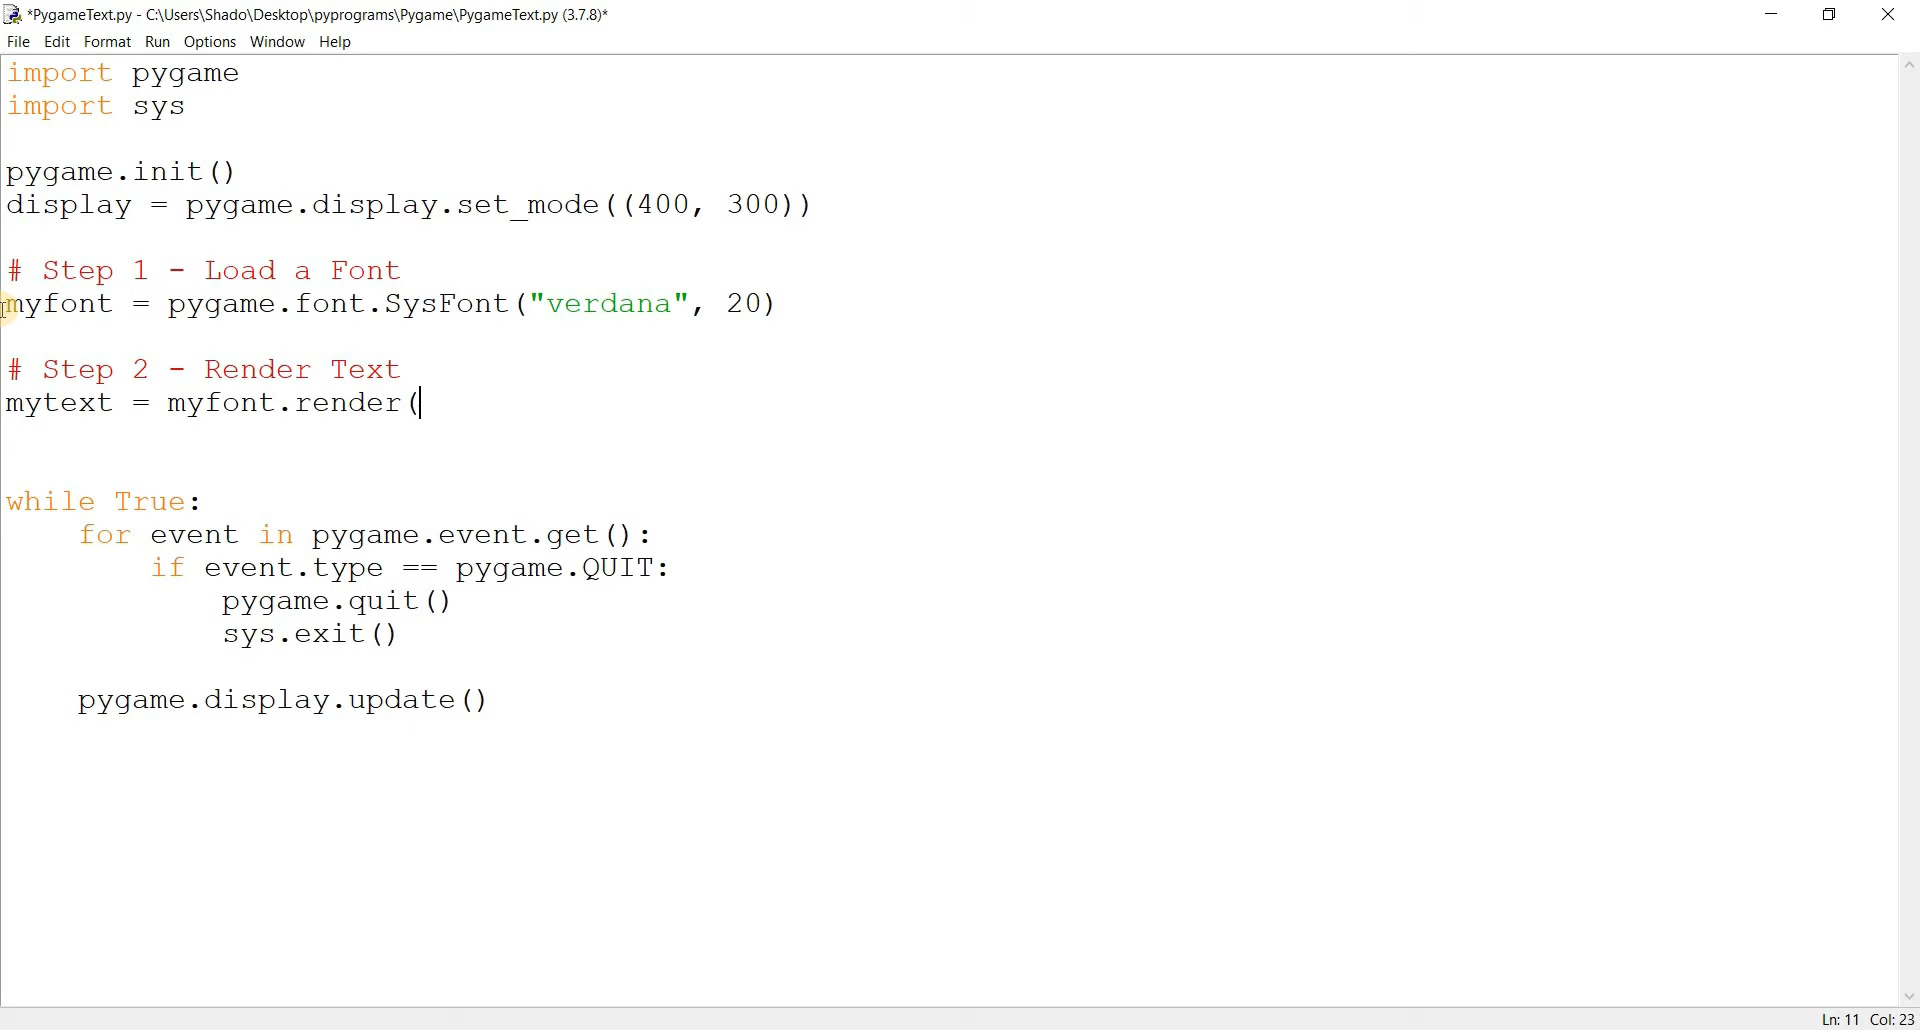 *PygameText.py - C:\Users\Shado\Desktop\pyprograms\Pygame\PygameText.py (3.7.8)*
File Edit Format Run Options Window Help
import pygame
import sys
pygame.init()
display = pygame.display.set_mode((400, 300))
# Step 1 - Load a Font
myfont = pygame.font.SysFont("verdana", 20)
# Step 2 - Render Text
mytext = myfont.render(
while True:
    for event in pygame.event.get():
        if event.type == pygame.QUIT:
            pygame.quit()
            sys.exit()
    pygame.display.update()
Ln: 11 Col: 23